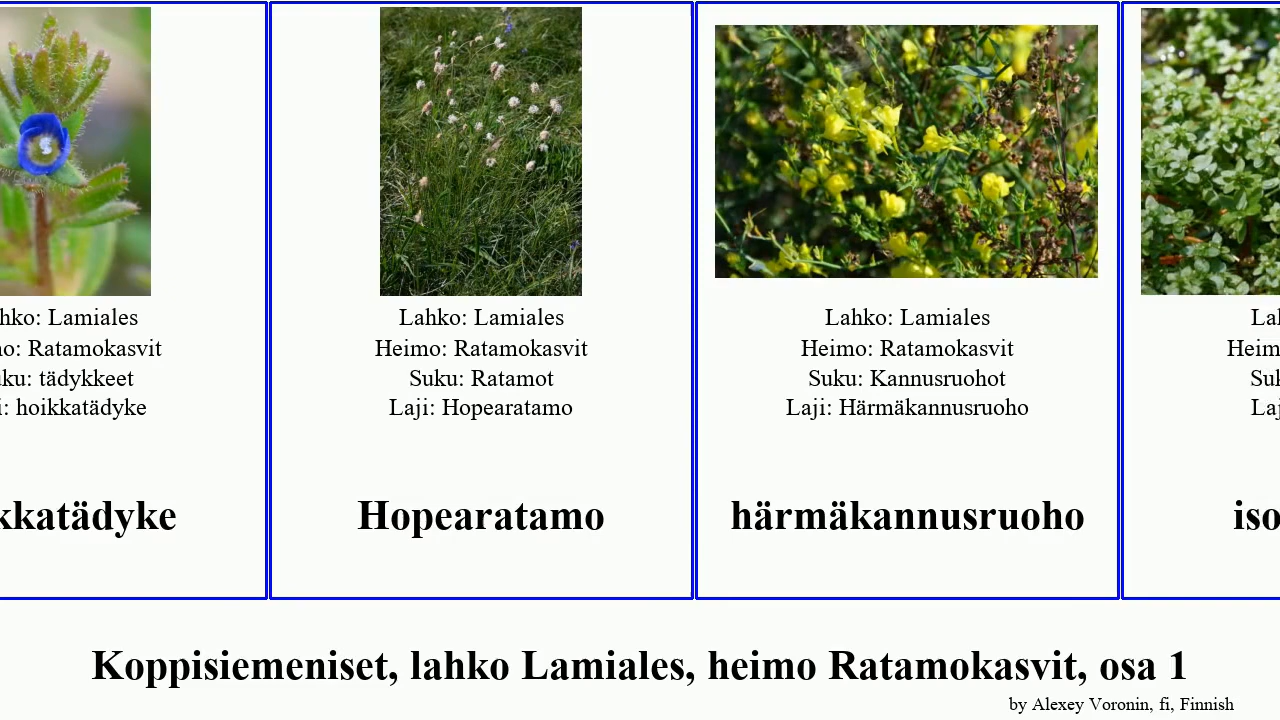 hko: Lamiales
o: Ratamokasvit
ku: tädykkeet
i: hoikkatädyke
kkatädyke
Lahko: Lamiales
Heimo: Ratamokasvit
Suku: Ratamot
Laji: Hopearatamo
Hopearatamo
Lahko: Lamiales
Heimo: Ratamokasvit
Suku: Kannusruohot
Laji: Härmäkannusruoho
härmäkannusruoho
Lal
Heim
Suk
Laj
iso
Koppisiemeniset, lahko Lamiales, heimo Ratamokasvit, osa 1
by Alexey Voronin, fi, Finnish